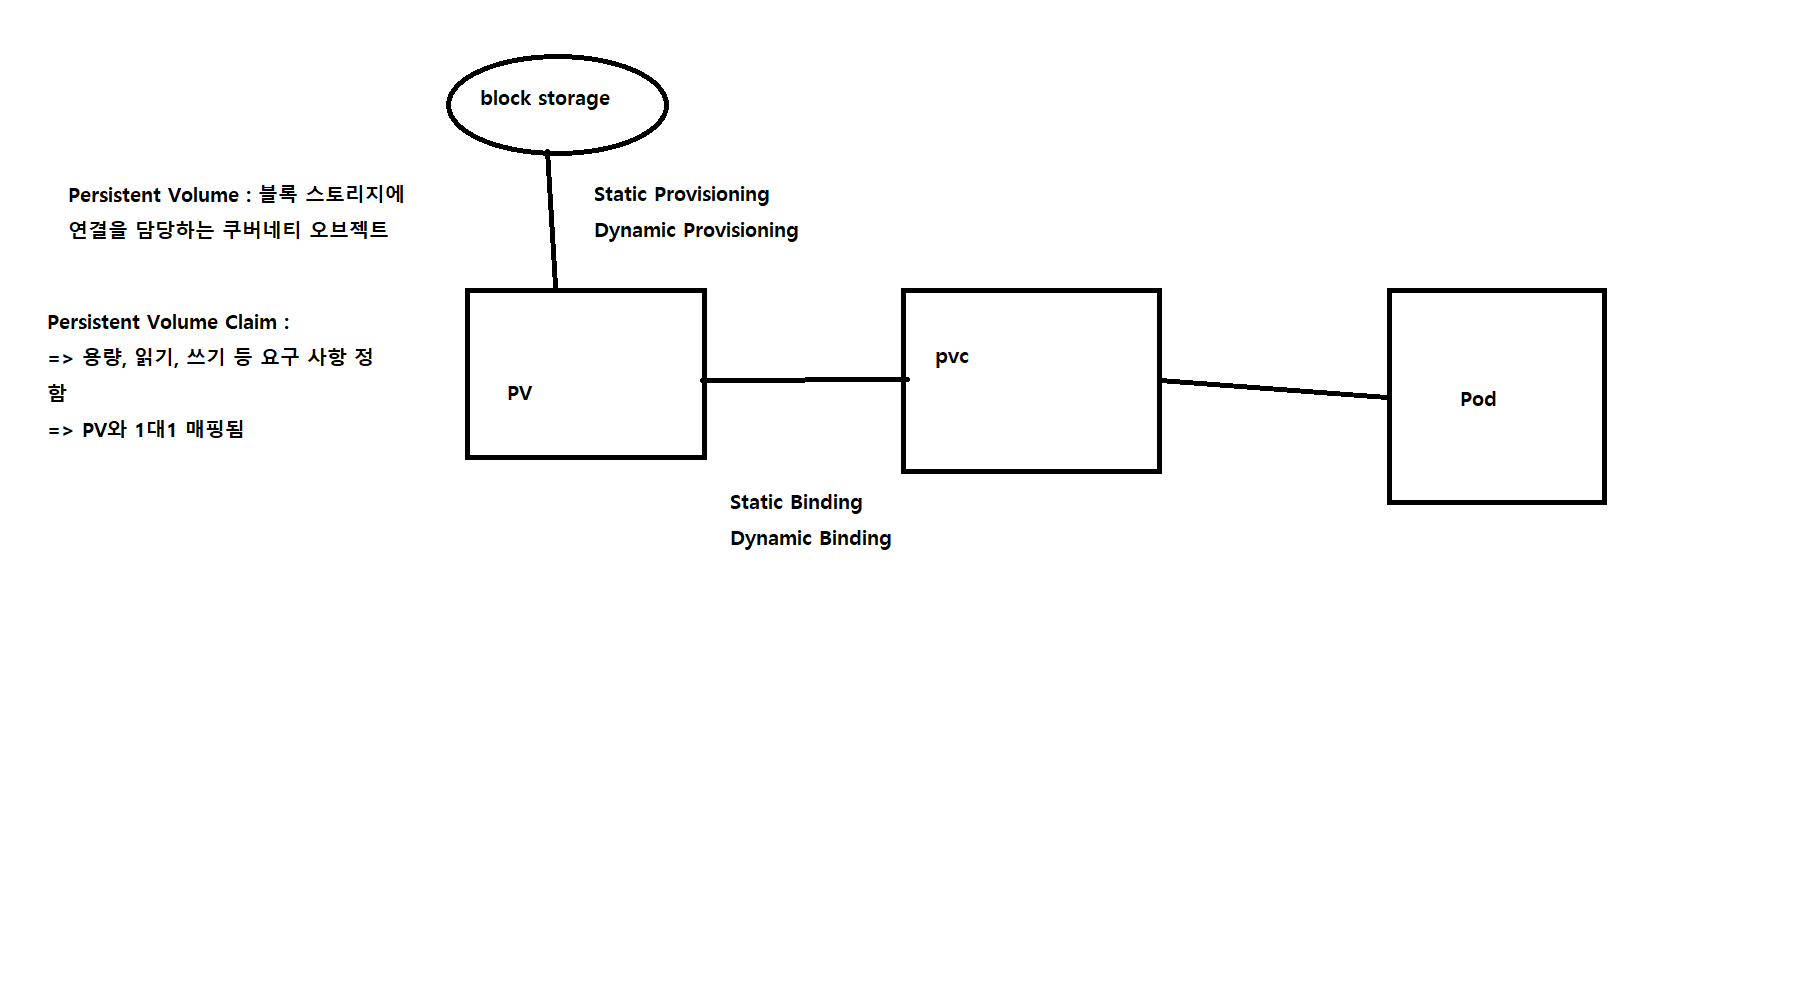 block storage
Persistent Volume : 블록 스토리지에
연결을 담당하는 쿠버네티 오브젝트
Static Provisioning
Dynamic Provisioning
Persistent Volume Claim :
=> 용량, 읽기, 쓰기 등 요구 사항 정
함
=> PV와 1대1 매핑됨
PV
pvc
Pod
Static Binding
Dynamic Binding